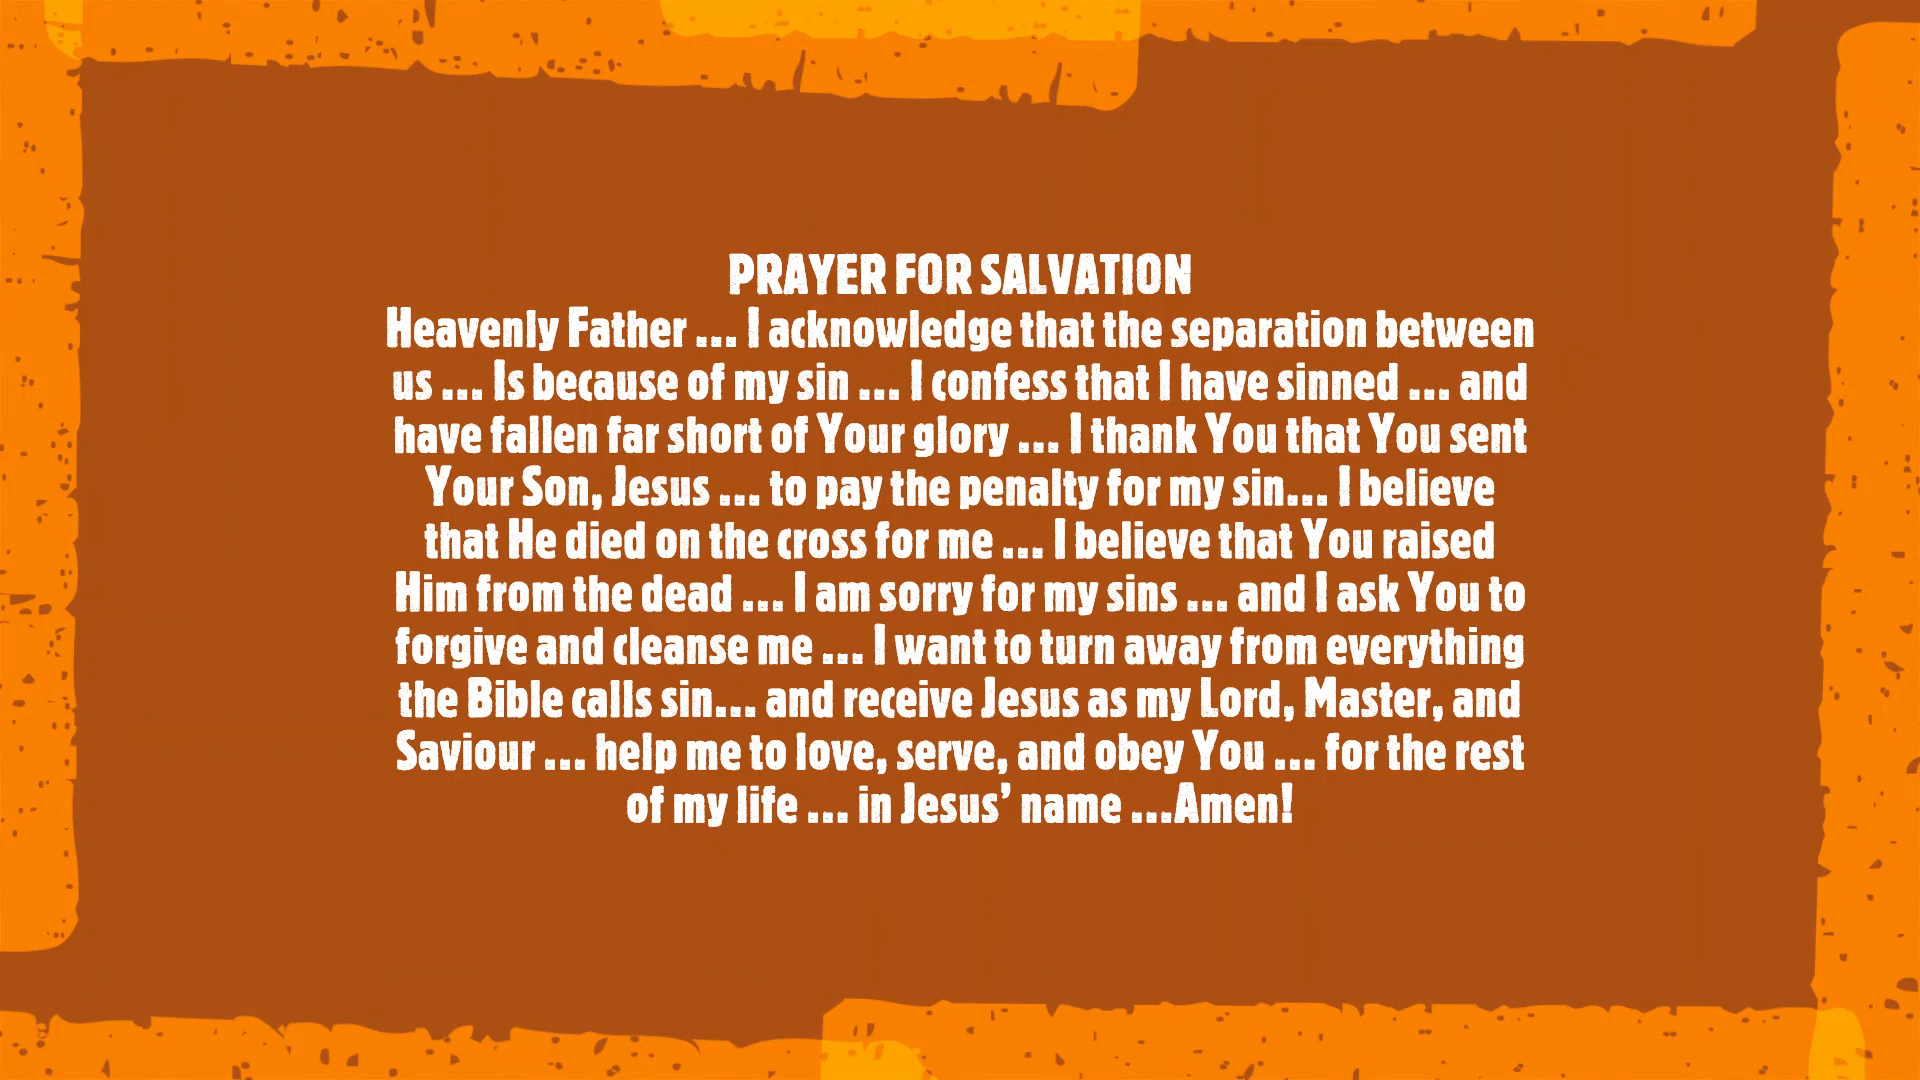 PRAYER FOR SALVATION
Heavenly Father ... I acknowledge that the separation between
us ... Is because of my sin ... I confess that I have sinned ... and
have fallen far short of Your glory ... I thank You that You sent
Your Son, Jesus ... to pay the penalty for my sin... I believe
that He died on the cross for me ... I believe that You raised
Him from the dead ... I am sorry for my sins ... and I ask You to
forgive and cleanse me ... I want to turn away from everything
the Bible calls sin... and receive Jesus as my Lord, Master, and
Saviour ... help me to love, serve, and obey You ... for the rest
of my life ... in Jesus’ name ...Amen!